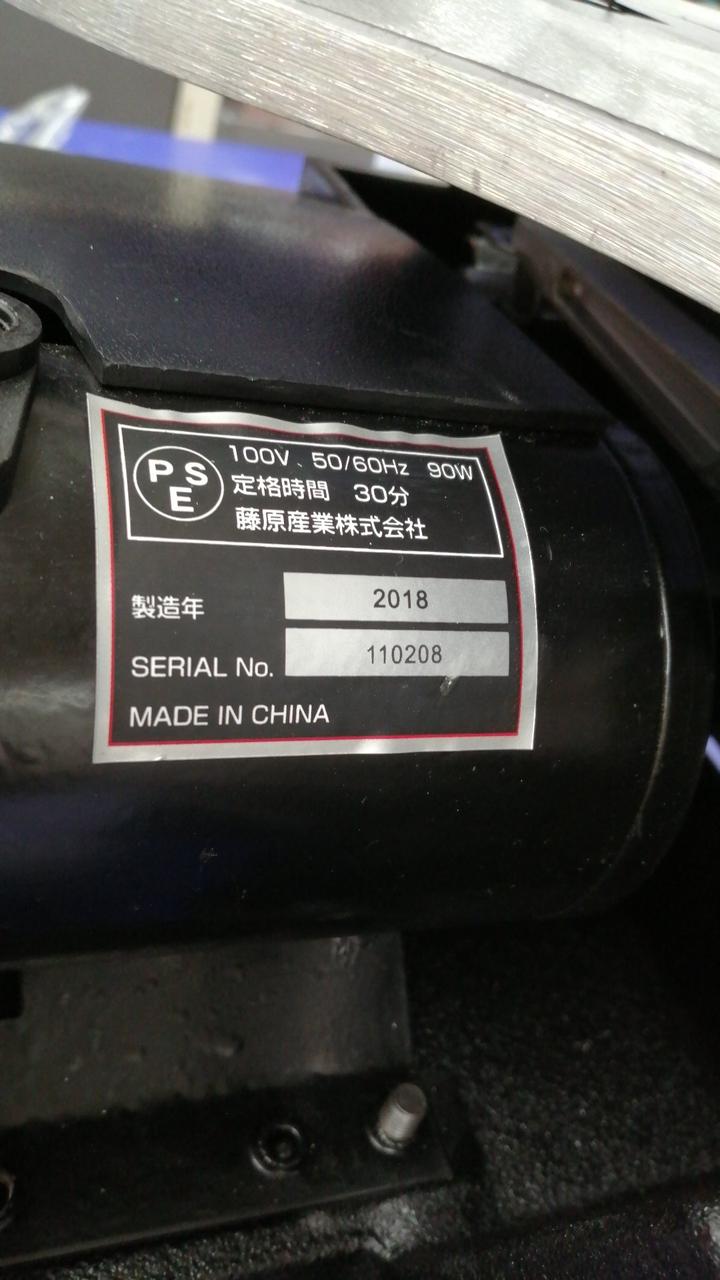 PSE
100V、50/60Hz 90W
定格時間 30分
藤原産業株式会社
製造年 2018
SERIAL No. 110208
MADE IN CHINA